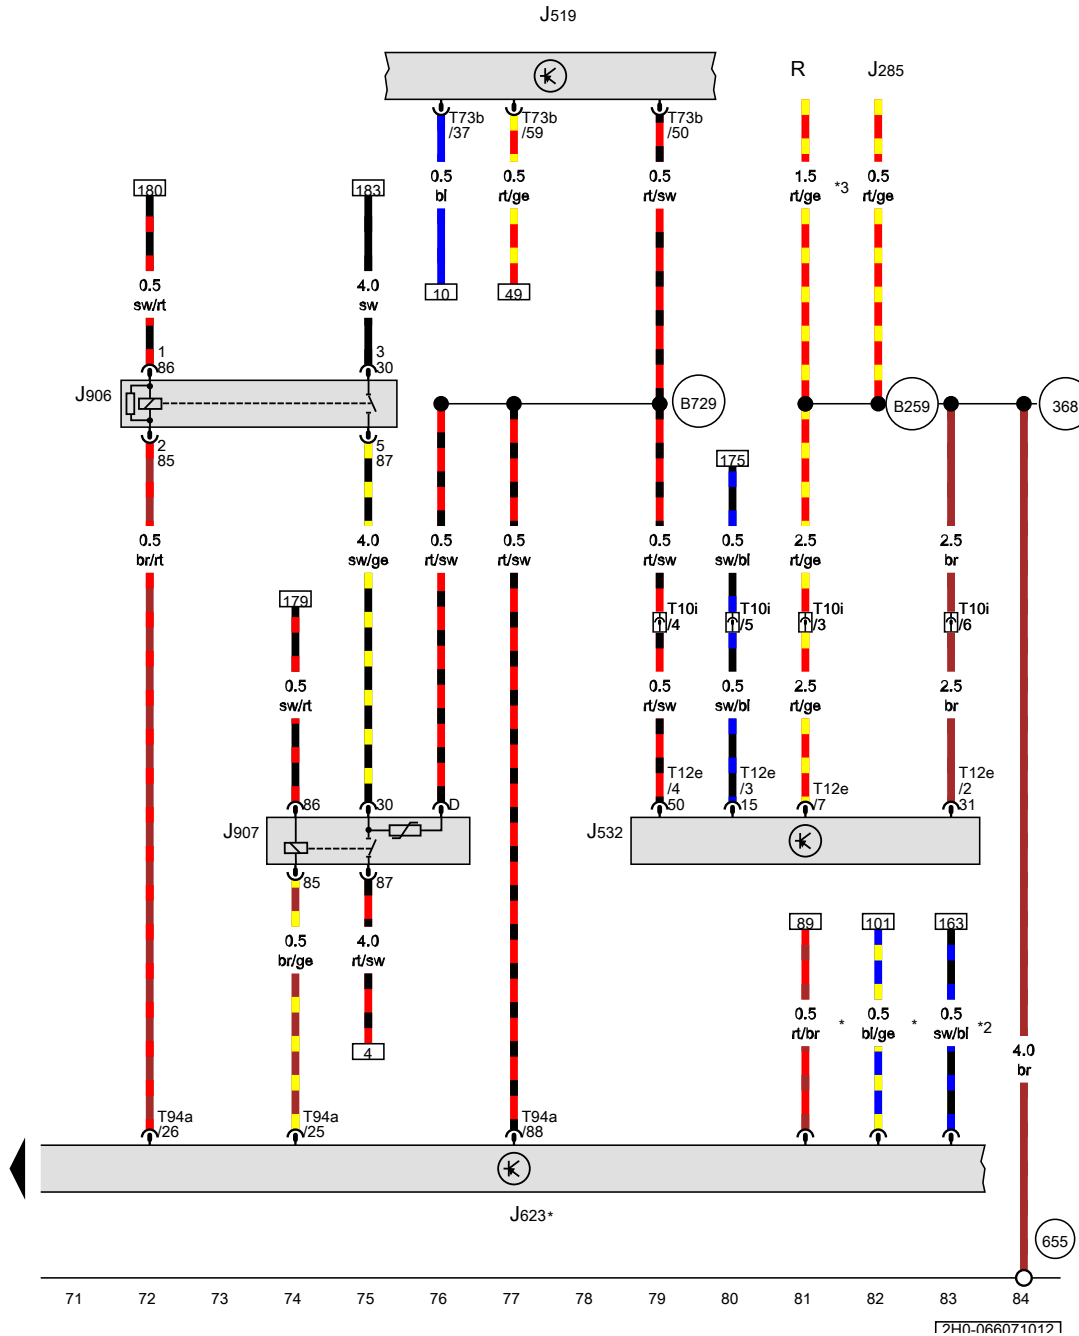 J519
R
J285
T73b
/37
T73b
/59
T73b
/50
0.5
bl
0.5
rt/ge
0.5
rt/sw
1.5
rt/ge
*3
0.5
rt/ge
180
183
0.5
sw/rt
4.0
sw
10
49
1
86
3
30
J906
2
85
5
87
B729
B259
368
175
0.5
br/rt
4.0
sw/ge
0.5
rt/sw
0.5
rt/sw
0.5
rt/sw
0.5
sw/bl
2.5
rt/ge
2.5
br
179
T10i
/4
T10i
/5
T10i
/3
T10i
/6
0.5
sw/rt
0.5
rt/sw
0.5
sw/bl
2.5
rt/ge
2.5
br
T12e
/4
50
T12e
/3
15
T12e
/7
T12e
/2
31
86
30
D
J907
J532
85
87
89
101
163
0.5
br/ge
4.0
rt/sw
0.5
rt/br
*
0.5
bl/ge
*
0.5
sw/bl
*2
4
4.0
br
T94a
/26
T94a
/25
T94a
/88
J623*
655
71 72 73 74 75 76 77 78 79 80 81 82 83 84
2H0-066071012